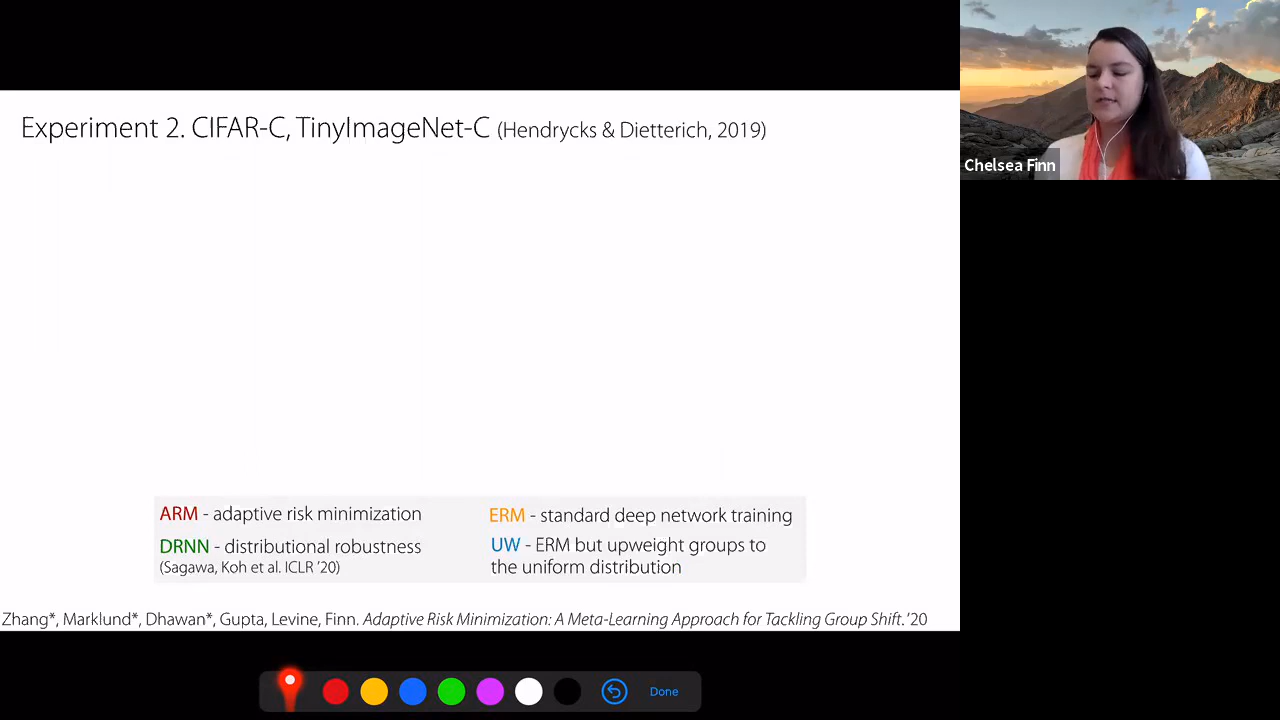 Experiment 2. CIFAR-C, TinyImageNet-C (Hendrycks & Dietterich, 2019)
Chelsea Finn
ARM - adaptive risk minimization
DRNN - distributional robustness
(Sagawa, Koh et al. ICLR '20)
ERM - standard deep network training
UW - ERM but upweight groups to
the uniform distribution
Zhang*, Marklund*, Dhawan*, Gupta, Levine, Finn. Adaptive Risk Minimization: A Meta-Learning Approach for Tackling Group Shift. '20
Done